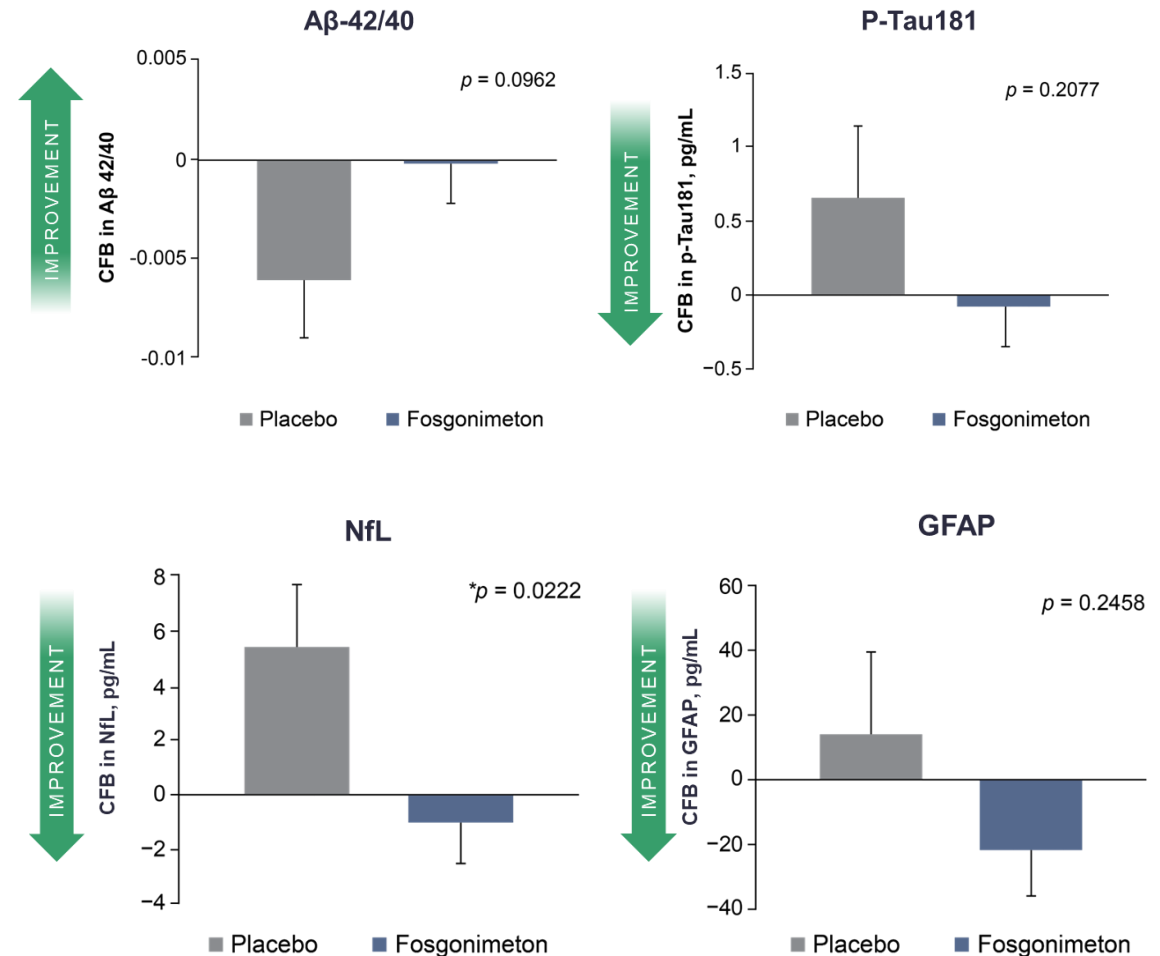 Aβ-42/40
IMPROVEMENT
CFB in Aβ 42/40
0.005
0
-0.005
-0.01
p = 0.0962
Placebo Fosgonimeton
P-Tau181
IMPROVEMENT
CFB in p-Tau181, pg/mL
1.5
1
0.5
0
−0.5
p = 0.2077
Placebo Fosgonimeton
NfL
IMPROVEMENT
CFB in NfL, pg/mL
8
6
4
2
0
−2
−4
*p = 0.0222
Placebo Fosgonimeton
GFAP
IMPROVEMENT
CFB in GFAP, pg/mL
60
40
20
0
−20
−40
p = 0.2458
Placebo Fosgonimeton